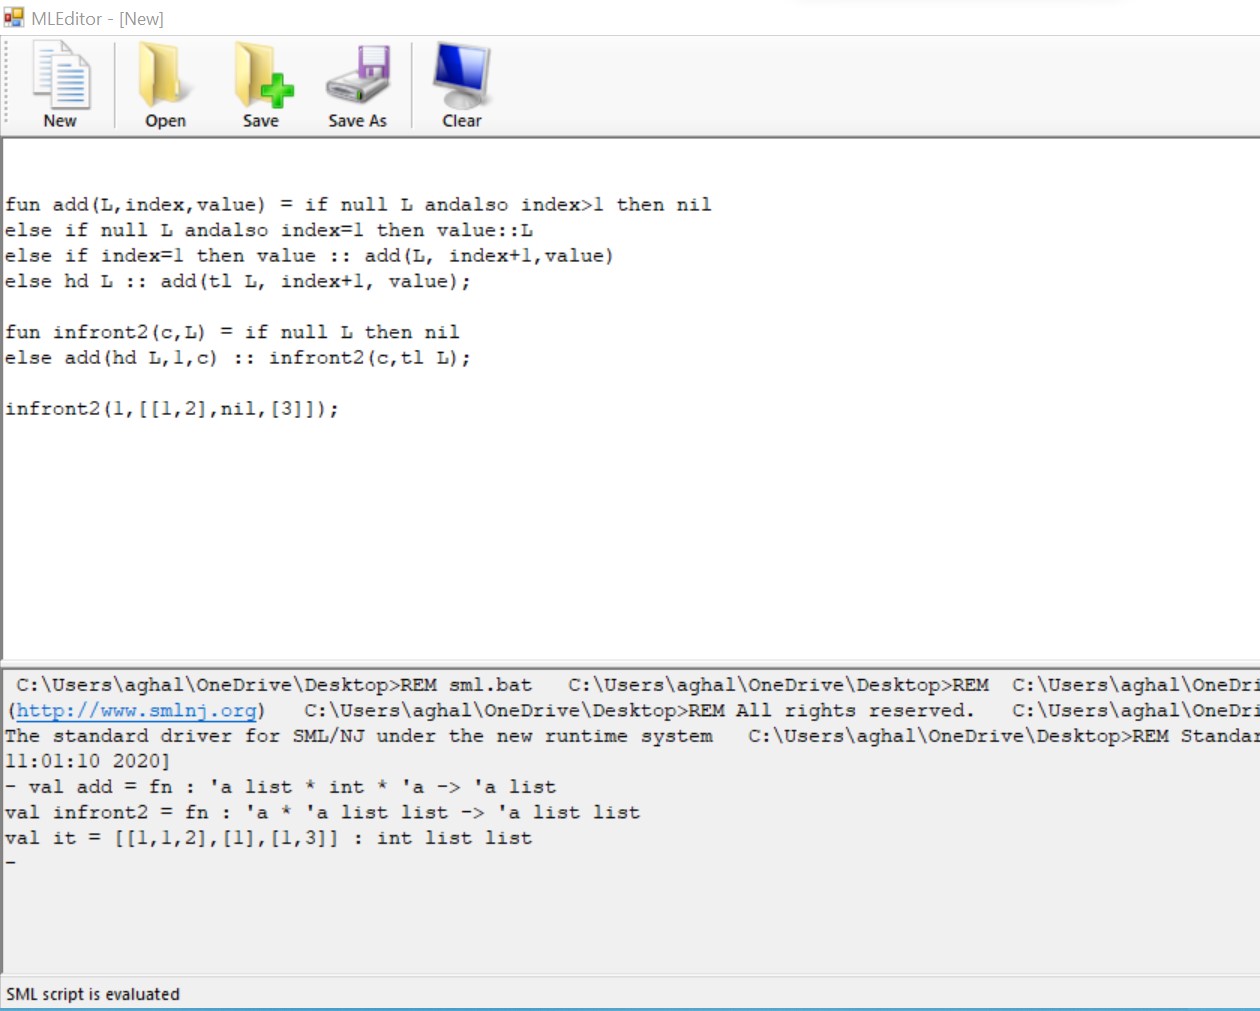 MLEditor - [New]
New Open Save Save As Clear
fun add(L,index,value) = if null L andalso index>1 then nil
else if null L andalso index=1 then value::L
else if index=1 then value :: add(L, index+1,value)
else hd L :: add(tl L, index+1, value);
fun infront2(c,L) = if null L then nil
else add(hd L,1,c) :: infront2(c,tl L);
infront2(1,[[1,2],nil,[3]]);
C:\Users\aghal\OneDrive\Desktop>REM sml.bat C:\Users\aghal\OneDrive\Desktop>REM C:\Users\aghal\OneDri
(http://www.smlnj.org) C:\Users\aghal\OneDrive\Desktop>REM All rights reserved. C:\Users\aghal\OneDri
The standard driver for SML/NJ under the new runtime system C:\Users\aghal\OneDrive\Desktop>REM Standar
11:01:10 2020]
- val add = fn : 'a list * int * 'a -> 'a list
val infront2 = fn : 'a * 'a list list -> 'a list list
val it = [[1,1,2],[1],[1,3]] : int list list
-
SML script is evaluated